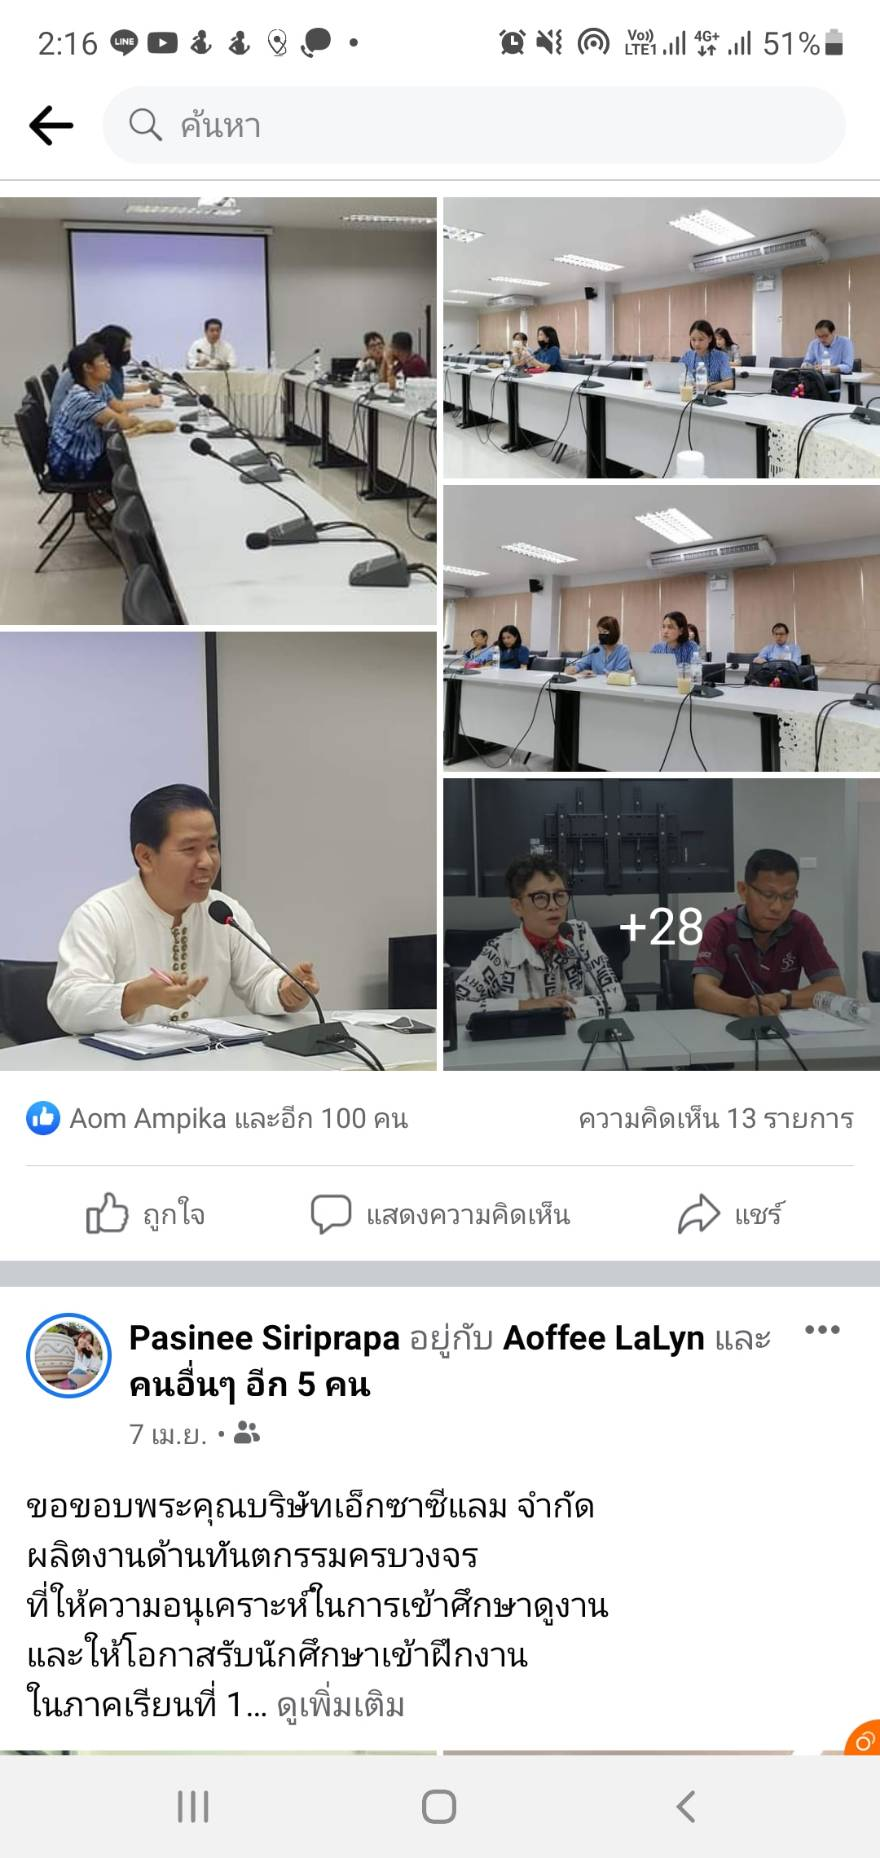 2:16
LINE
Vo)) LTE1
4G+
51%
ค้นหา
+28
Aom Ampika และอีก 100 คน
ความคิดเห็น 13 รายการ
ถูกใจ
แสดงความคิดเห็น
แชร์
Pasinee Siriprapa อยู่กับ Aoffee LaLyn และ
คนอื่นๆ อีก 5 คน
7 เม.ย. •
ขอขอบพระคุณบริษัทเอ็กซาซีแลม จำกัด
ผลิตงานด้านทันตกรรมครบวงจร
ที่ให้ความอนุเคราะห์ในการเข้าศึกษาดูงาน
และให้โอกาสรับนักศึกษาเข้าฝึกงาน
ในภาคเรียนที่ 1... ดูเพิ่มเติม